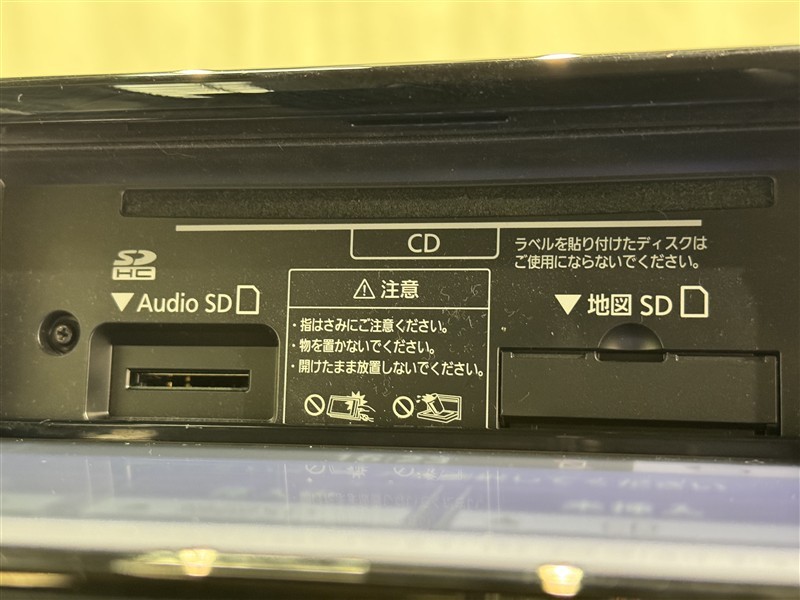 CD
ラベルを貼り付けたディスクは
ご使用にならないでください。
SD
HC
▼Audio SD
⚠注意
・指はさみにご注意ください。
・物を置かないでください。
・開けたまま放置しないでください。
▼地図 SD